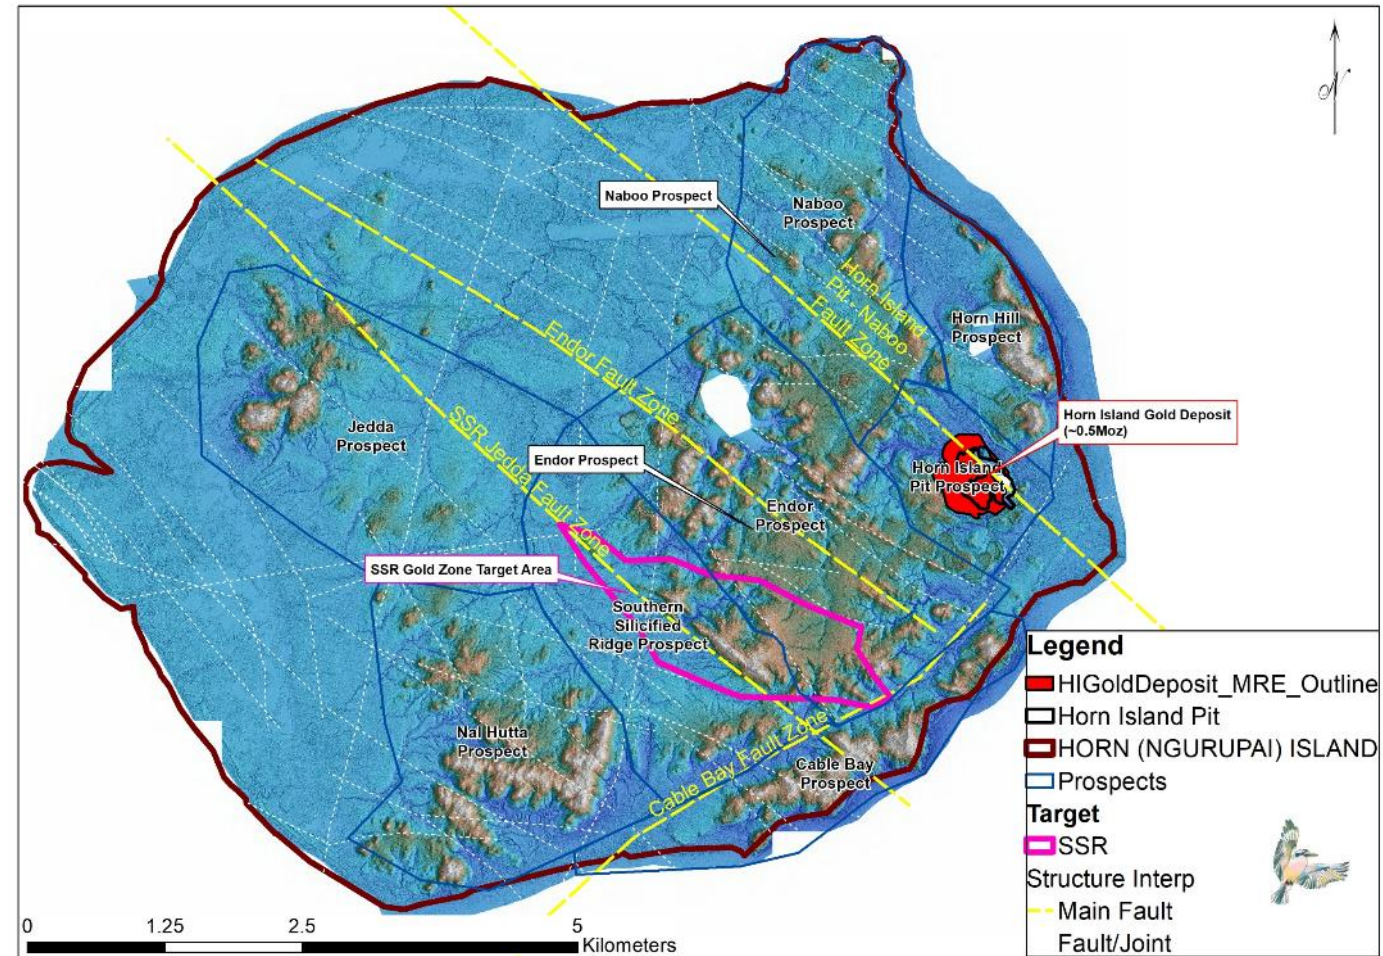 N
Naboo Prospect
Naboo
Prospect
Horn Island
Pit - Naboo
Fault Zone
Horn Hill
Prospect
Endor Fault Zone
SSR Jedda Fault Zone
Jedda
Prospect
Horn Island Gold Deposit
(~0.5Moz)
Endor Prospect
Horn Island
Pit Prospect
Endor
Prospect
SSR Gold Zone Target Area
Southern
Silicified
Ridge Prospect
Nal Hutta
Prospect
Cable Bay Fault Zone
Cable Bay
Prospect
Legend
HIGoldDeposit_MRE_Outline
Horn Island Pit
HORN (NGURUPAI) ISLAND
Prospects
Target
SSR
Structure Interp
Main Fault
Fault/Joint
0 1.25 2.5 5
Kilometers